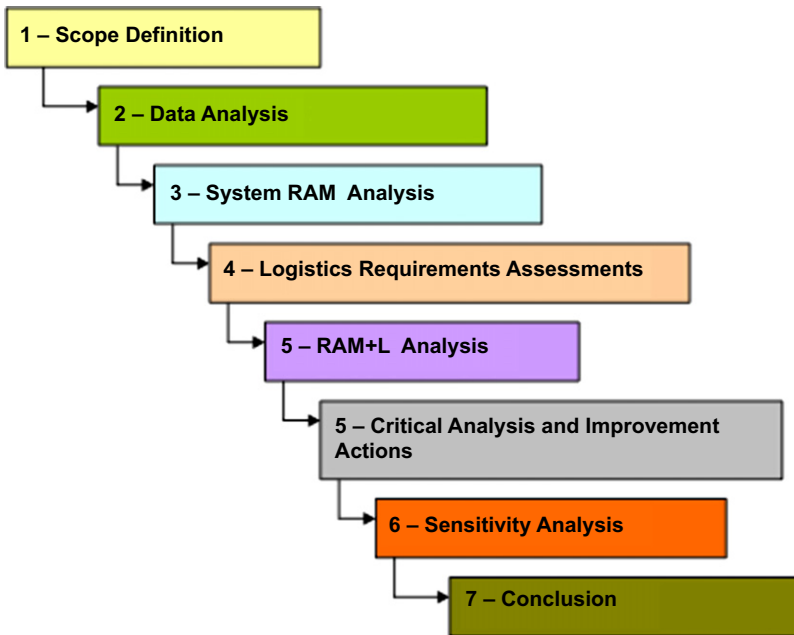 1 – Scope Definition
2 – Data Analysis
3 – System RAM Analysis
4 – Logistics Requirements Assessments
5 – RAM+L Analysis
5 – Critical Analysis and Improvement
Actions
6 – Sensitivity Analysis
7 – Conclusion